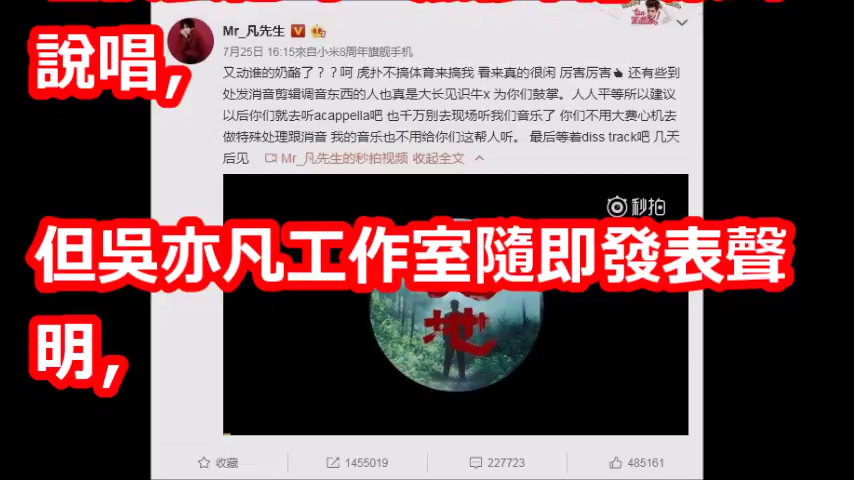 說唱,
Mr_凡先生
7月25日 16:15来自小米8周年旗舰手机
又动谁的奶酪了？？呵 虎扑不搞体育来搞我 看来真的很闲 厉害厉害 还有些到
处发消音剪辑调音东西的人也真是大长见识牛x 为你们鼓掌。人人平等所以建议
以后你们就去听acappella吧 也千万别去现场听我们音乐了 你们不用大费心机去
做特殊处理跟消音 我的音乐也不用给你们这帮人听。 最后等着diss track吧 几天
后见 Mr_凡先生的秒拍视频 收起全文
秒拍
但吳亦凡工作室隨即發表聲
明,
地
收藏 1455019 227723 485161